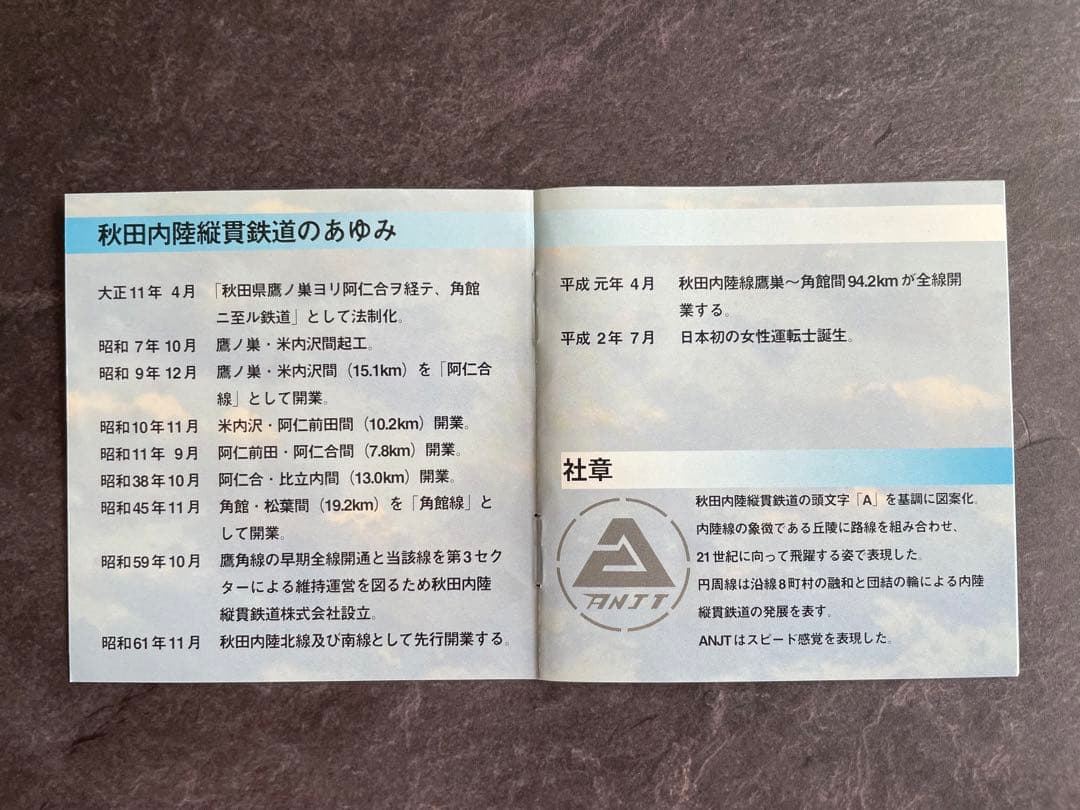 秋田内陸縦貫鉄道のあゆみ
大正11年 4月 「秋田県鷹ノ巣ヨリ阿仁合ヲ経テ、角館
ニ至ル鉄道」として法制化。
昭和 7年10月 鷹ノ巣・米内沢間起工。
昭和 9年12月 鷹ノ巣・米内沢間（15.1km）を「阿仁合
線」として開業。
昭和10年11月 米内沢・阿仁前田間（10.2km）開業。
昭和11年 9月 阿仁前田・阿仁合間（7.8km）開業。
昭和38年10月 阿仁合・比立内間（13.0km）開業。
昭和45年11月 角館・松葉間（19.2km）を「角館線」と
して開業。
昭和59年10月 鷹角線の早期全線開通と当該線を第3セク
ターによる維持運営を図るため秋田内陸
縦貫鉄道株式会社設立。
昭和61年11月 秋田内陸北線及び南線として先行開業する。
平成 元年 4月 秋田内陸線鷹巣〜角館間94.2kmが全線開
業する。
平成 2年 7月 日本初の女性運転士誕生。
社章
ANJT
秋田内陸縦貫鉄道の頭文字「A」を基調に図案化。
内陸線の象徴である丘陵に路線を組み合わせ、
21世紀に向って飛躍する姿で表現した。
円周線は沿線8町村の融和と団結の輪による内陸
縦貫鉄道の発展を表す。
ANJTはスピード感覚を表現した。